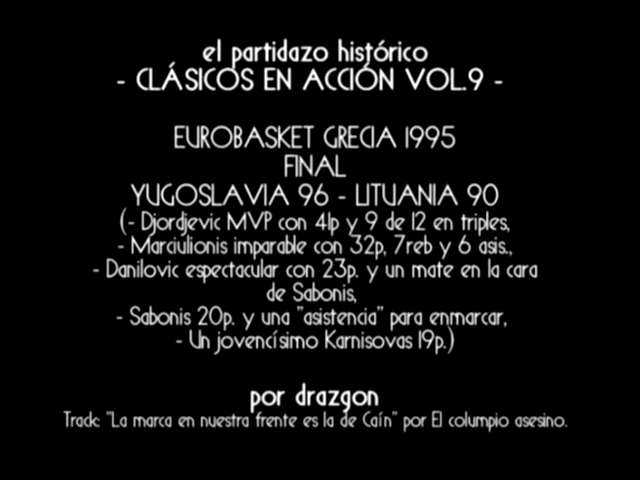 el partidazo histórico
- CLÁSICOS EN ACCIÓN VOL.9 -
EUROBASKET GRECIA 1995
FINAL
YUGOSLAVIA 96 - LITUANIA 90
(- Djordjevic MVP con 41p y 9 de 12 en triples,
- Marciulionis imparable con 32p, 7reb y 6 asis.,
- Danilovic espectacular con 23p. y un mate en la cara
de Sabonis,
- Sabonis 20p. y una "asistencia" para enmarcar,
- Un jovencísimo Karnisovas 19p.)
por drazgon
Track: "La marca en nuestra frente es la de Caín" por El columpio asesino.